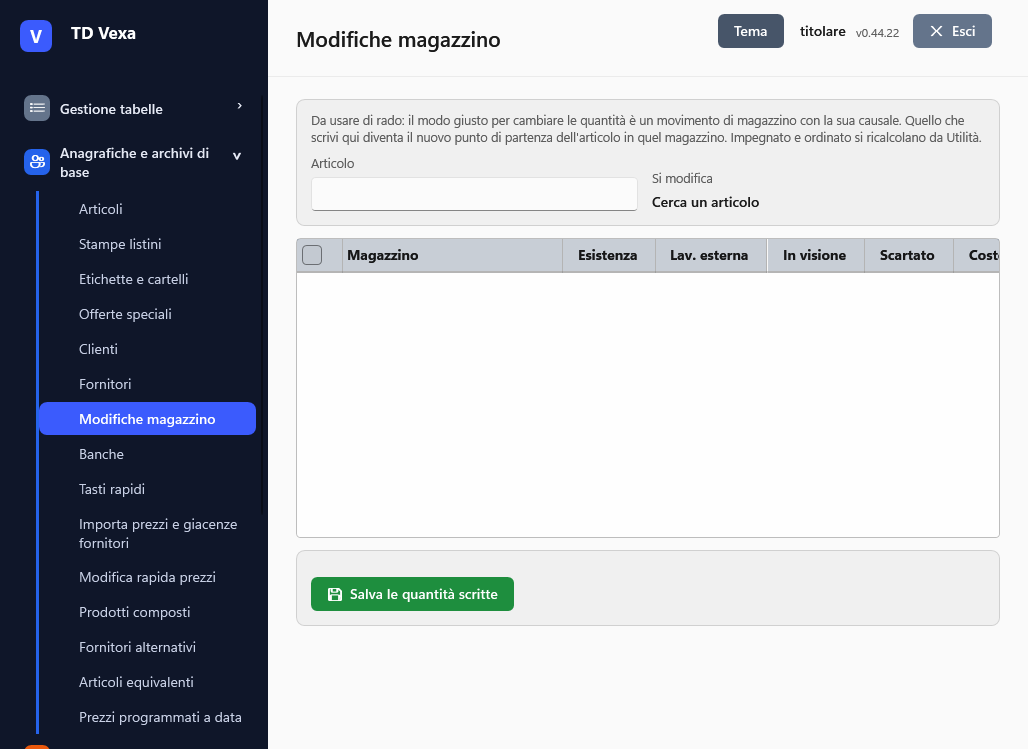 V
TD Vexa
Gestione tabelle
Anagrafiche e archivi di
base
Articoli
Stampe listini
Etichette e cartelli
Offerte speciali
Clienti
Fornitori
Modifiche magazzino
Banche
Tasti rapidi
Importa prezzi e giacenze
fornitori
Modifica rapida prezzi
Prodotti composti
Fornitori alternativi
Articoli equivalenti
Prezzi programmati a data
Modifiche magazzino
Tema titolare v0.44.22 Esci
Da usare di rado: il modo giusto per cambiare le quantità è un movimento di magazzino con la sua causale. Quello che
scrivi qui diventa il nuovo punto di partenza dell'articolo in quel magazzino. Impegnato e ordinato si ricalcolano da Utilità.
Articolo
Si modifica
Cerca un articolo
Magazzino Esistenza Lav. esterna In visione Scartato Cost
Salva le quantità scritte